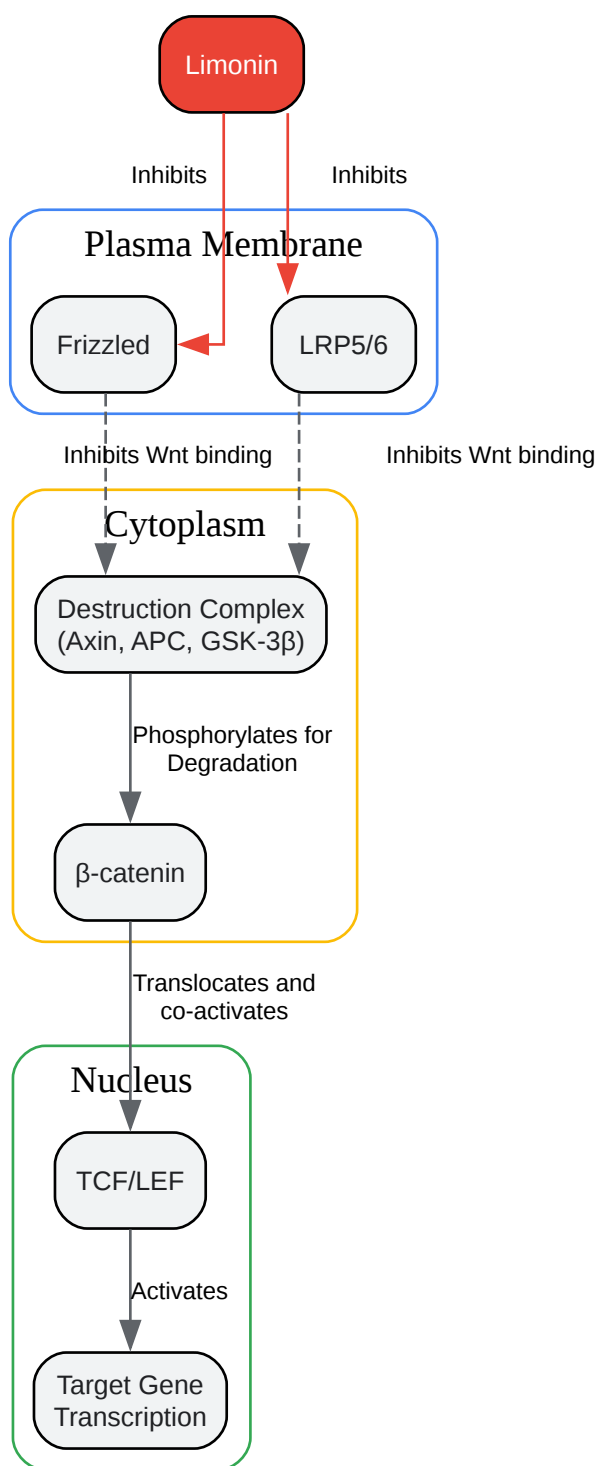 Limonin
Inhibits
Inhibits
Plasma Membrane
Frizzled
LRP5/6
Inhibits Wnt binding
Inhibits Wnt binding
Cytoplasm
Destruction Complex
(Axin, APC, GSK-3β)
Phosphorylates for
Degradation
β-catenin
Translocates and
co-activates
Nucleus
TCF/LEF
Activates
Target Gene
Transcription